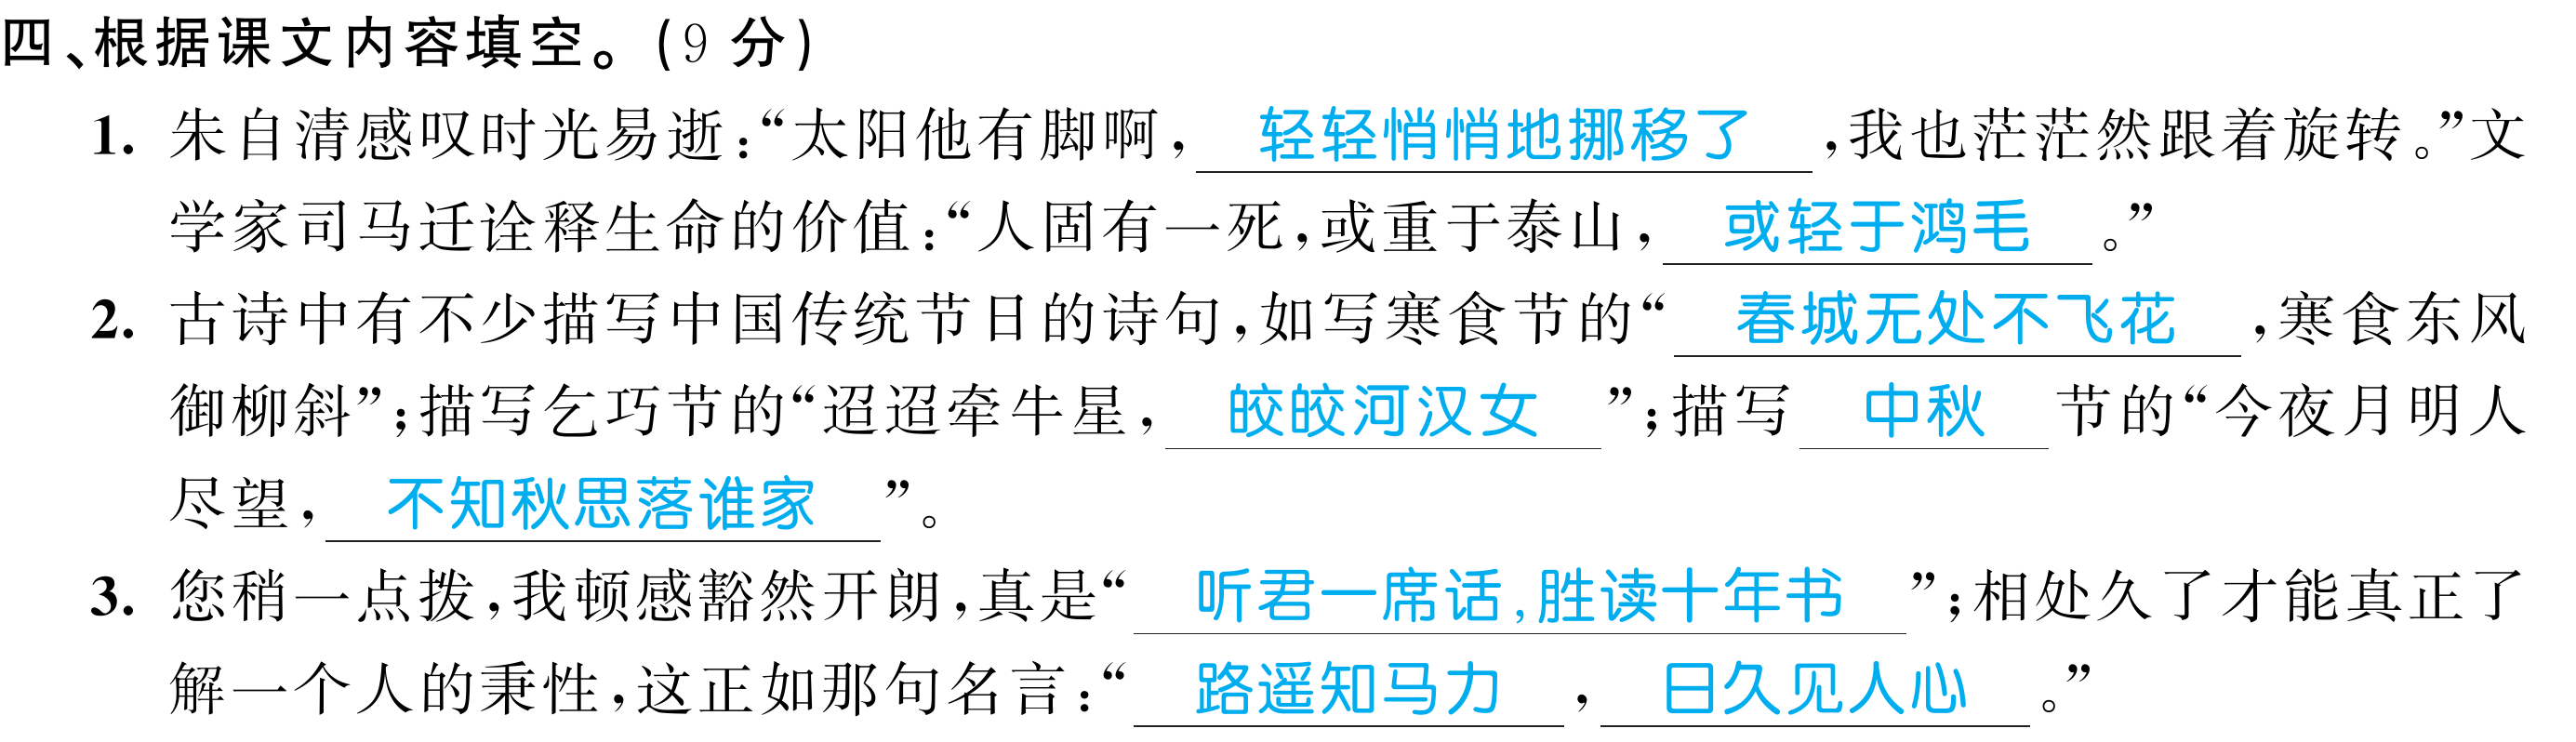 四、根据课文内容填空。(9 分)
1. 朱自清感叹时光易逝：“太阳他有脚啊，轻轻悄悄地挪移了，我也茫茫然跟着旋转。”文
学家司马迁诠释生命的价值：“人固有一死，或重于泰山，或轻于鸿毛。”
2. 古诗中有不少描写中国传统节日的诗句，如写寒食节的“春城无处不飞花，寒食东风
御柳斜”；描写乞巧节的“迢迢牵牛星，皎皎河汉女”；描写中秋节的“今夜月明人
尽望，不知秋思落谁家”。
3. 您稍一点拨，我顿感豁然开朗，真是“听君一席话，胜读十年书”；相处久了才能真正了
解一个人的秉性，这正如那句名言：“路遥知马力，日久见人心。”